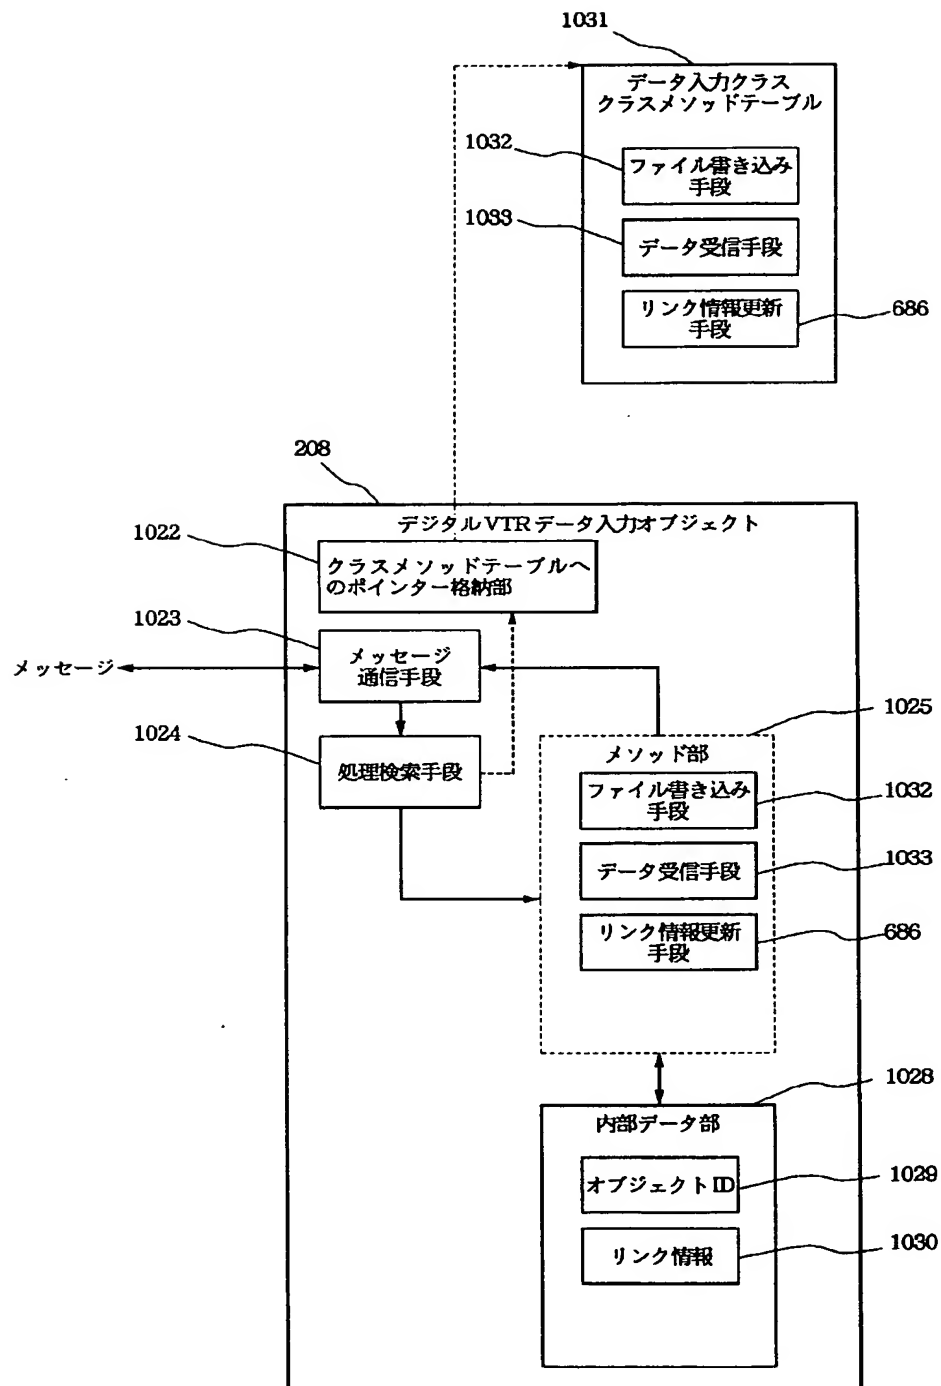 1031
データ入力クラス
クラスメソッドテーブル
1032
ファイル書き込み
手段
1033
データ受信手段
リンク情報更新
手段
686
208
デジタルVTRデータ入力オブジェクト
1022
クラスメソッドテーブルへ
のポインター格納部
1023
メッセージ
メッセージ
通信手段
1024
処理検索手段
1025
メソッド部
ファイル書き込み
手段
1032
データ受信手段
1033
リンク情報更新
手段
686
1028
内部データ部
オブジェクトID
1029
リンク情報
1030